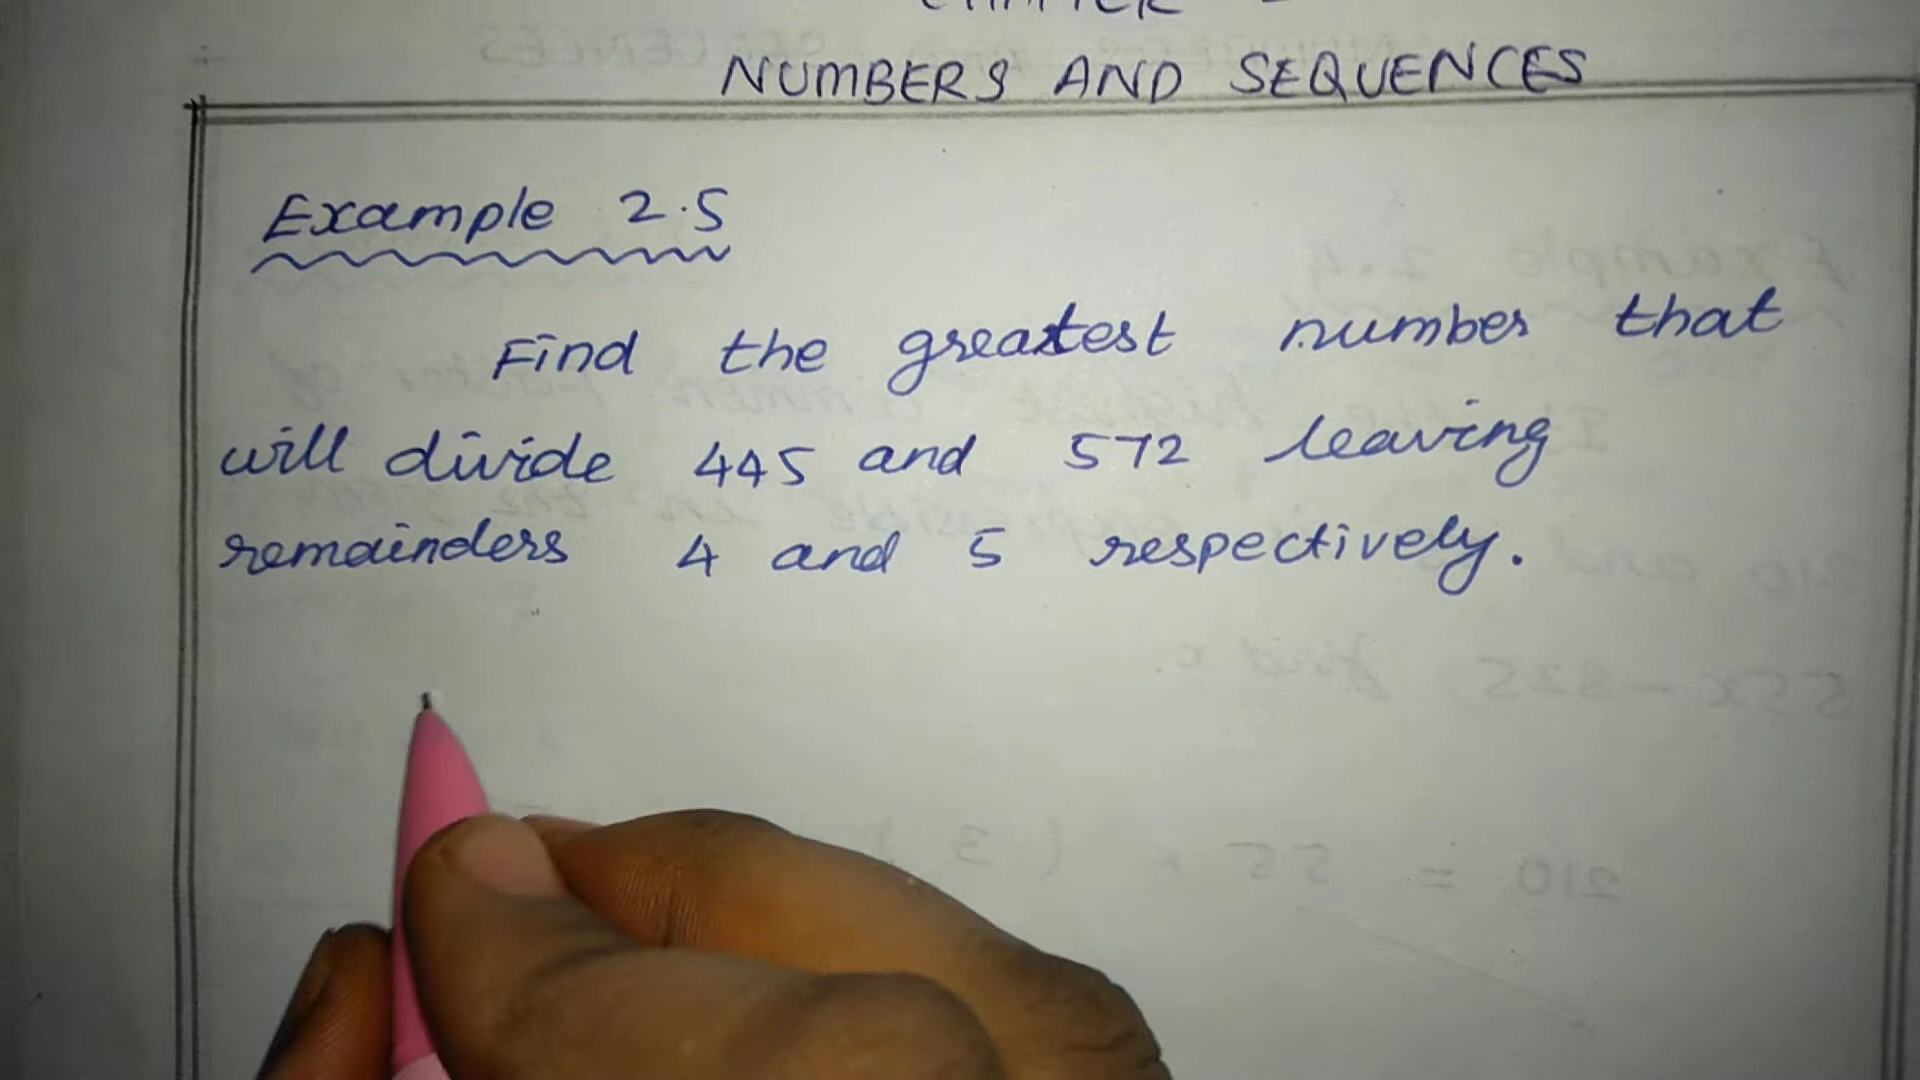 NUMBERS AND SEQUENCES
Example 2.5
Find the greatest number that
will divide 445 and 572 leaving
remainders 4 and 5 respectively.